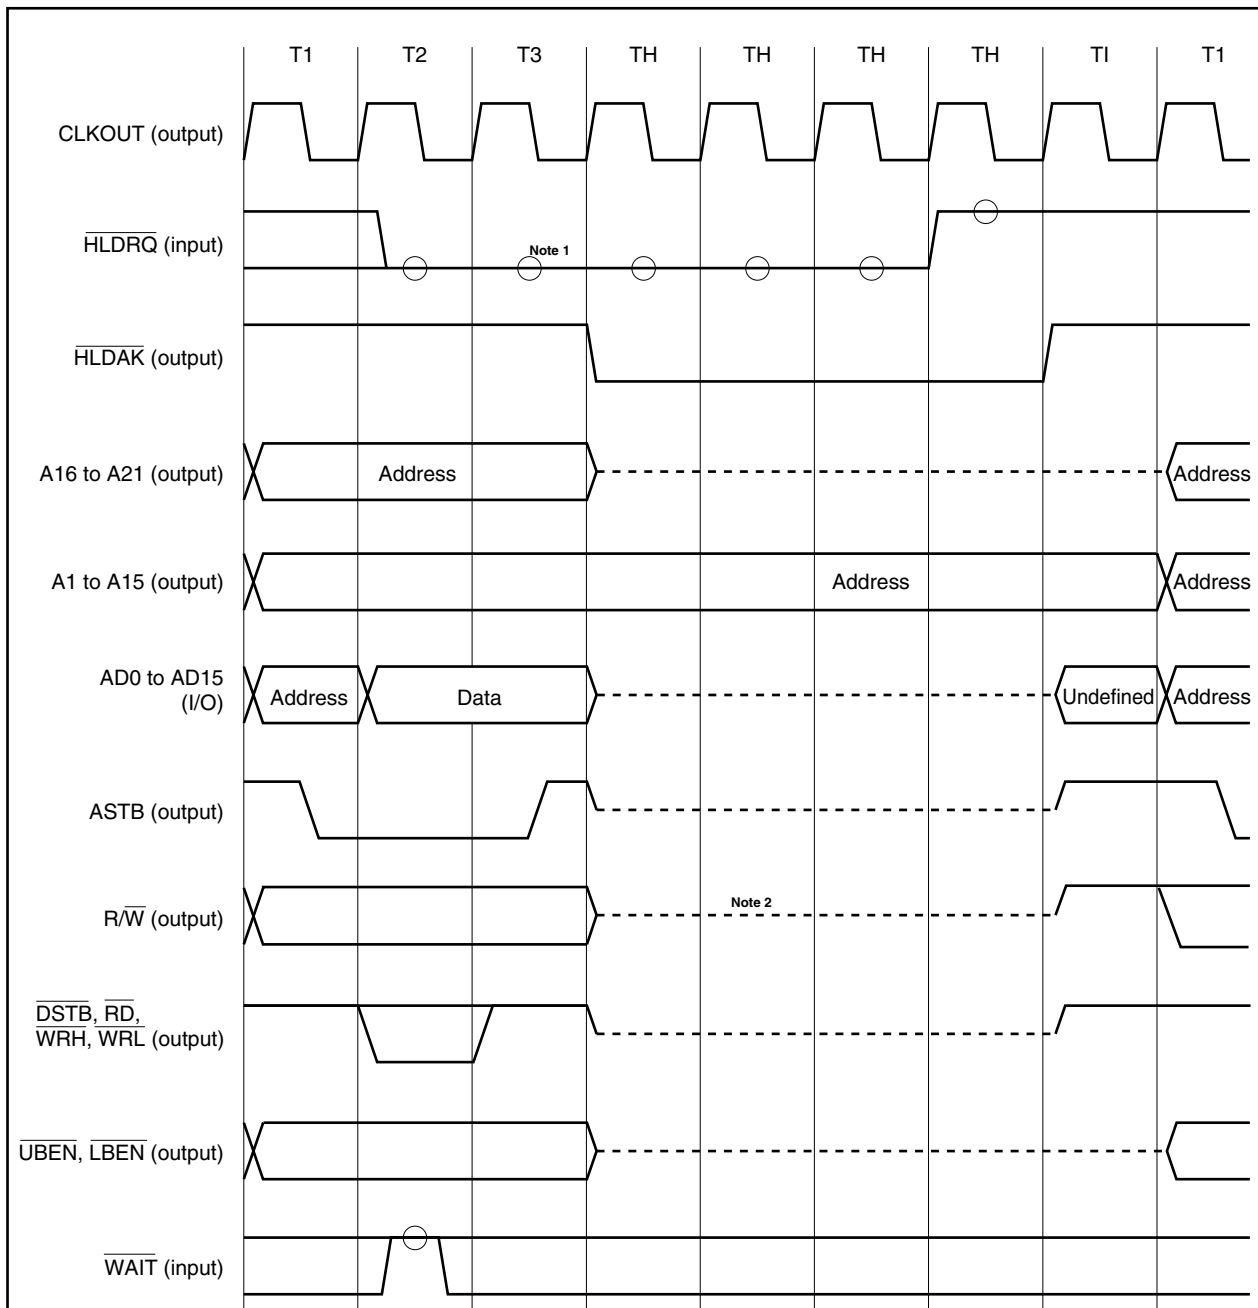 T1 T2 T3 TH TH TH TH TI T1
CLKOUT (output)
HLDRQ (input)
Note 1
HLDAK (output)
A16 to A21 (output)
Address
Address
A1 to A15 (output)
Address
Address
AD0 to AD15
(I/O)
Address
Data
Undefined
Address
ASTB (output)
R/W (output)
Note 2
DSTB, RD,
WRH, WRL (output)
UBEN, LBEN (output)
WAIT (input)